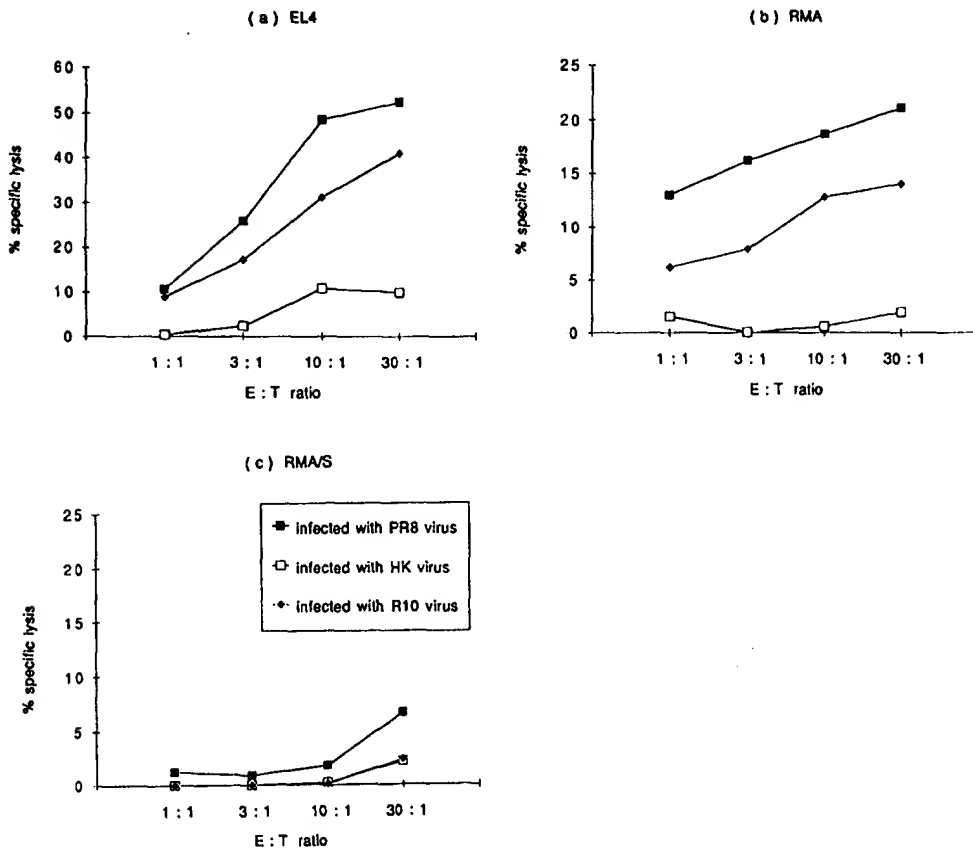 ( a ) EL4
60
50
40
30
20
10
0
% specific lysis
1 : 1
3 : 1
10 : 1
30 : 1
E : T ratio
( b ) RMA
25
20
15
10
5
0
% specific lysis
1 : 1
3 : 1
10 : 1
30 : 1
E : T ratio
( c ) RMA/S
25
20
15
10
5
0
% specific lysis
1 : 1
3 : 1
10 : 1
30 : 1
E : T ratio
infected with PR8 virus
infected with HK virus
infected with R10 virus